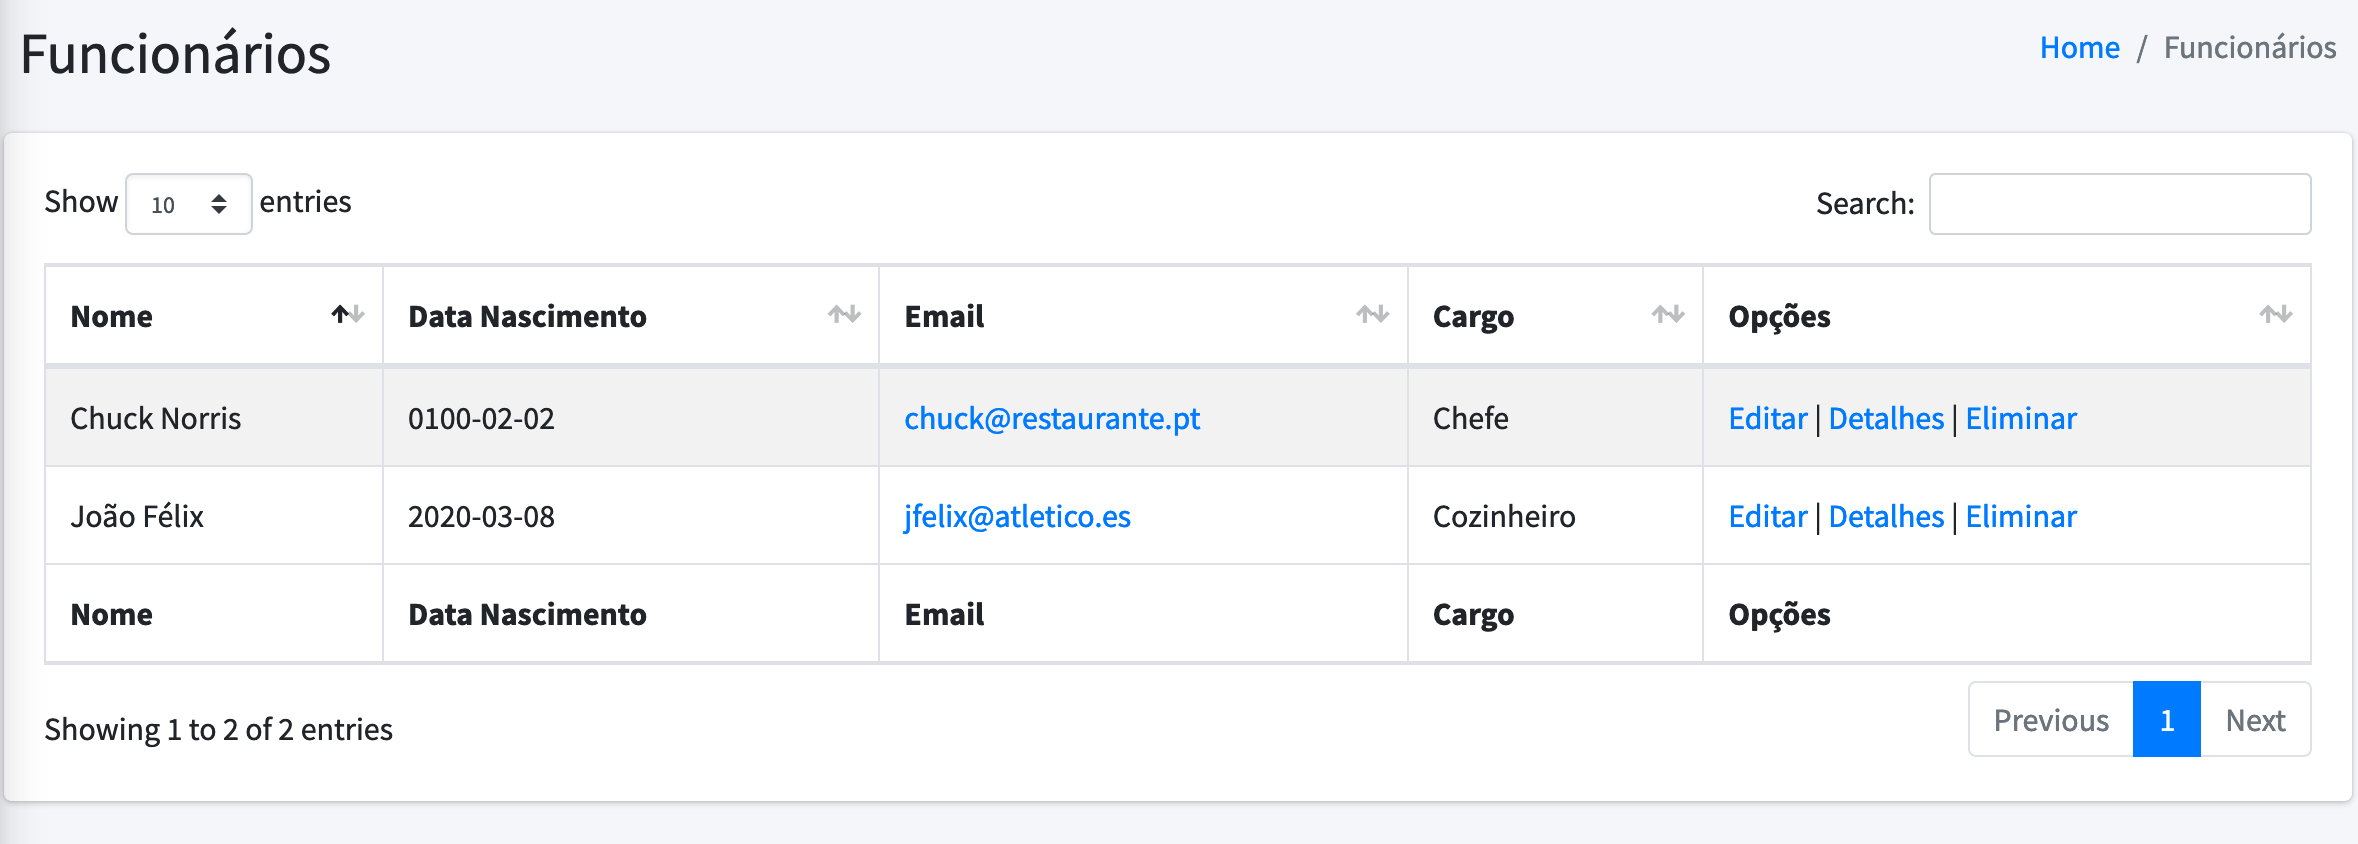 Funcionários
Home / Funcionários
Show 10 entries
Search:
Nome Data Nascimento Email Cargo Opções
Chuck Norris 0100-02-02 chuck@restaurante.pt Chefe Editar | Detalhes | Eliminar
João Félix 2020-03-08 jfelix@atletico.es Cozinheiro Editar | Detalhes | Eliminar
Nome Data Nascimento Email Cargo Opções
Showing 1 to 2 of 2 entries
Previous 1 Next